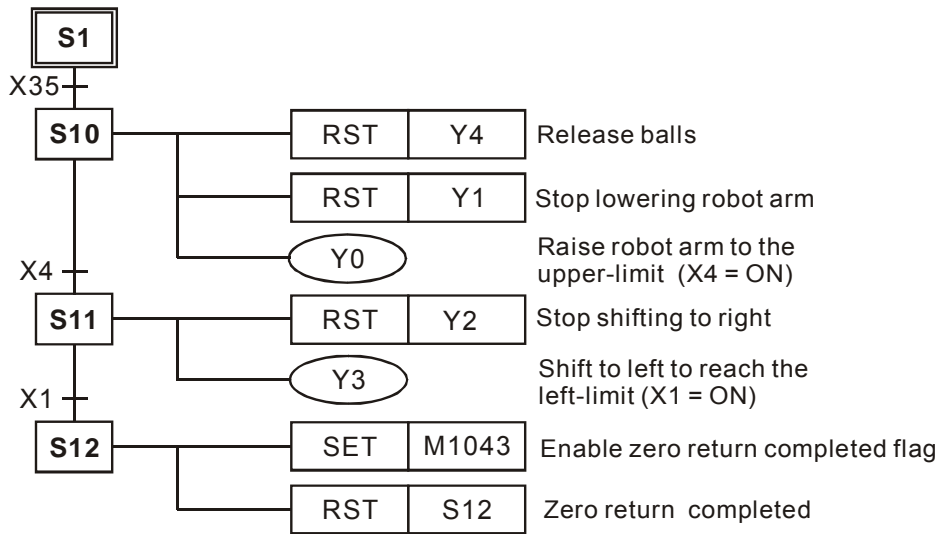 S1
X35
S10 RST Y4 Release balls
RST Y1 Stop lowering robot arm
Y0 Raise robot arm to the
upper-limit (X4 = ON)
X4
S11 RST Y2 Stop shifting to right
Y3 Shift to left to reach the
left-limit (X1 = ON)
X1
S12 SET M1043 Enable zero return completed flag
RST S12 Zero return completed